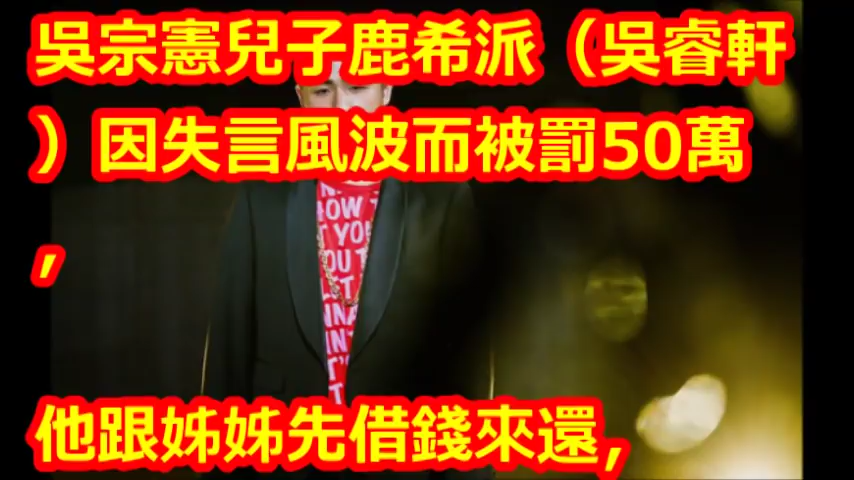 吳宗憲兒子鹿希派（吳睿軒
）因失言風波而被罰50萬
，
他跟姊姊先借錢來還，